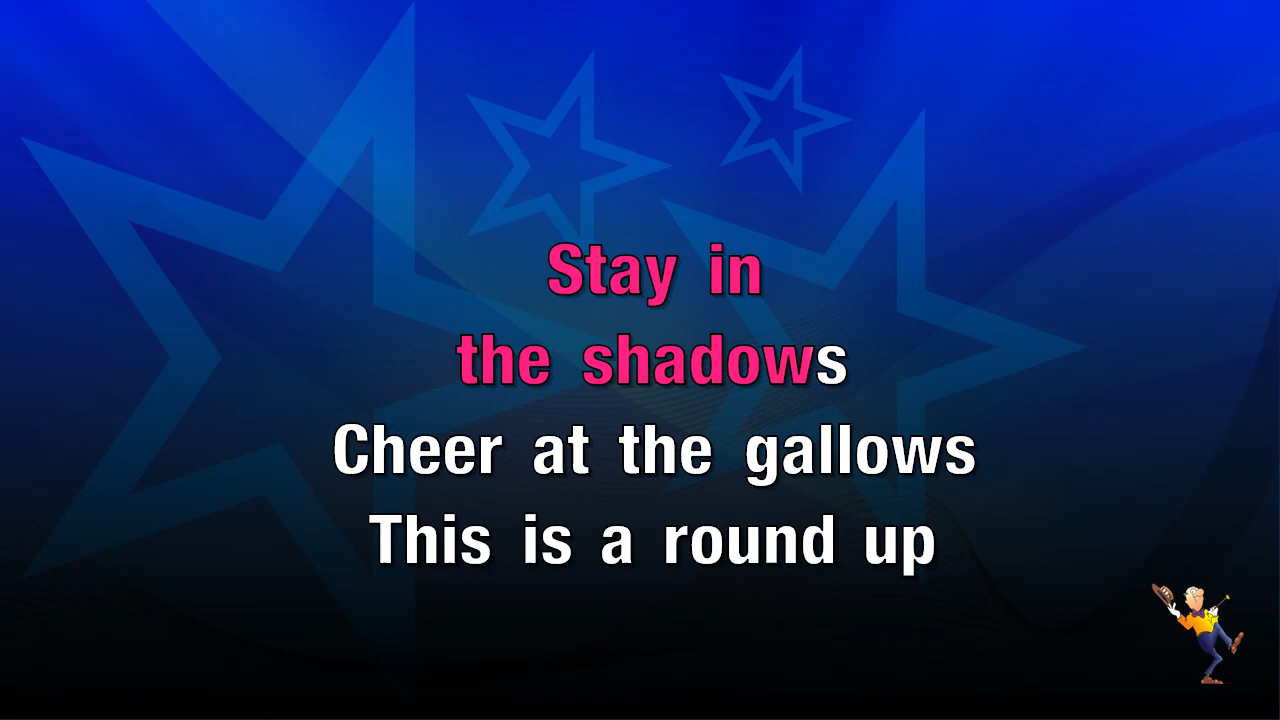 Stay in
the shadows
Cheer at the gallows
This is a round up